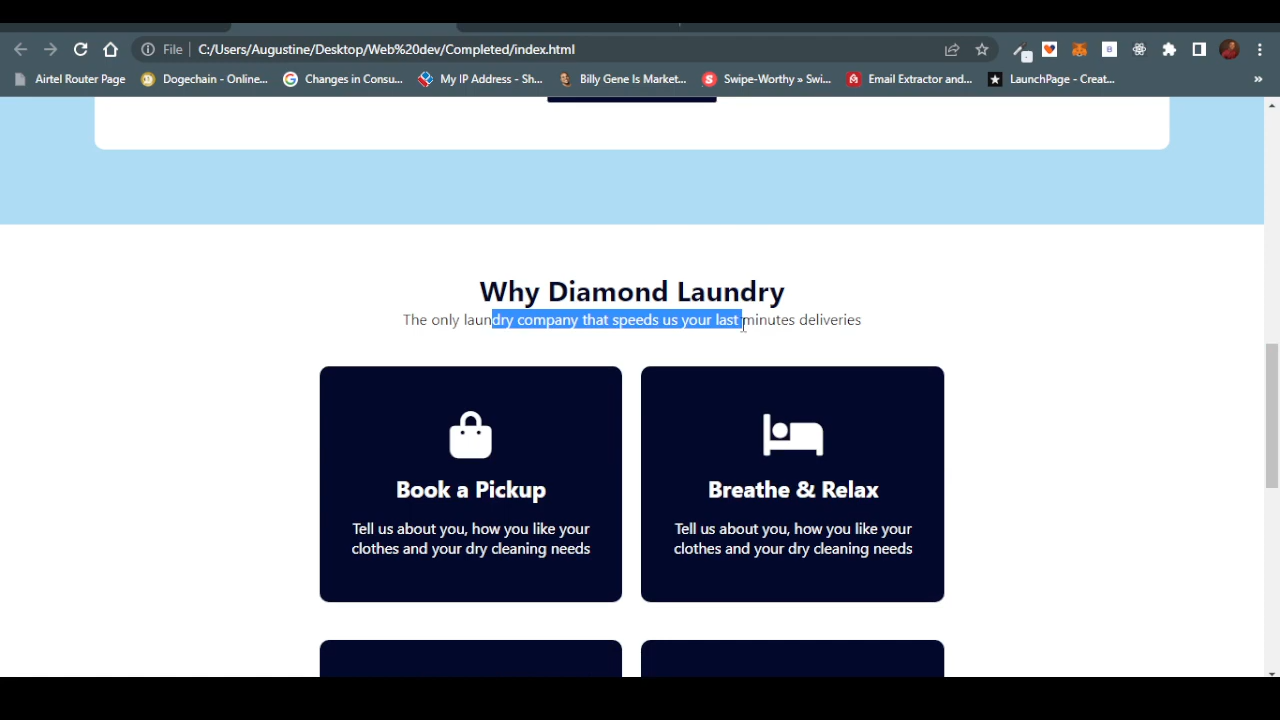 File C:/Users/Augustine/Desktop/Web%20dev/Completed/index.html
Airtel Router Page Dogechain - Online... Changes in Consu... My IP Address - Sh... Billy Gene Is Market... Swipe-Worthy » Swi... Email Extractor and... LaunchPage - Creat... »
Why Diamond Laundry
The only laundry company that speeds us your last minutes deliveries
Book a Pickup
Tell us about you, how you like your
clothes and your dry cleaning needs
Breathe & Relax
Tell us about you, how you like your
clothes and your dry cleaning needs